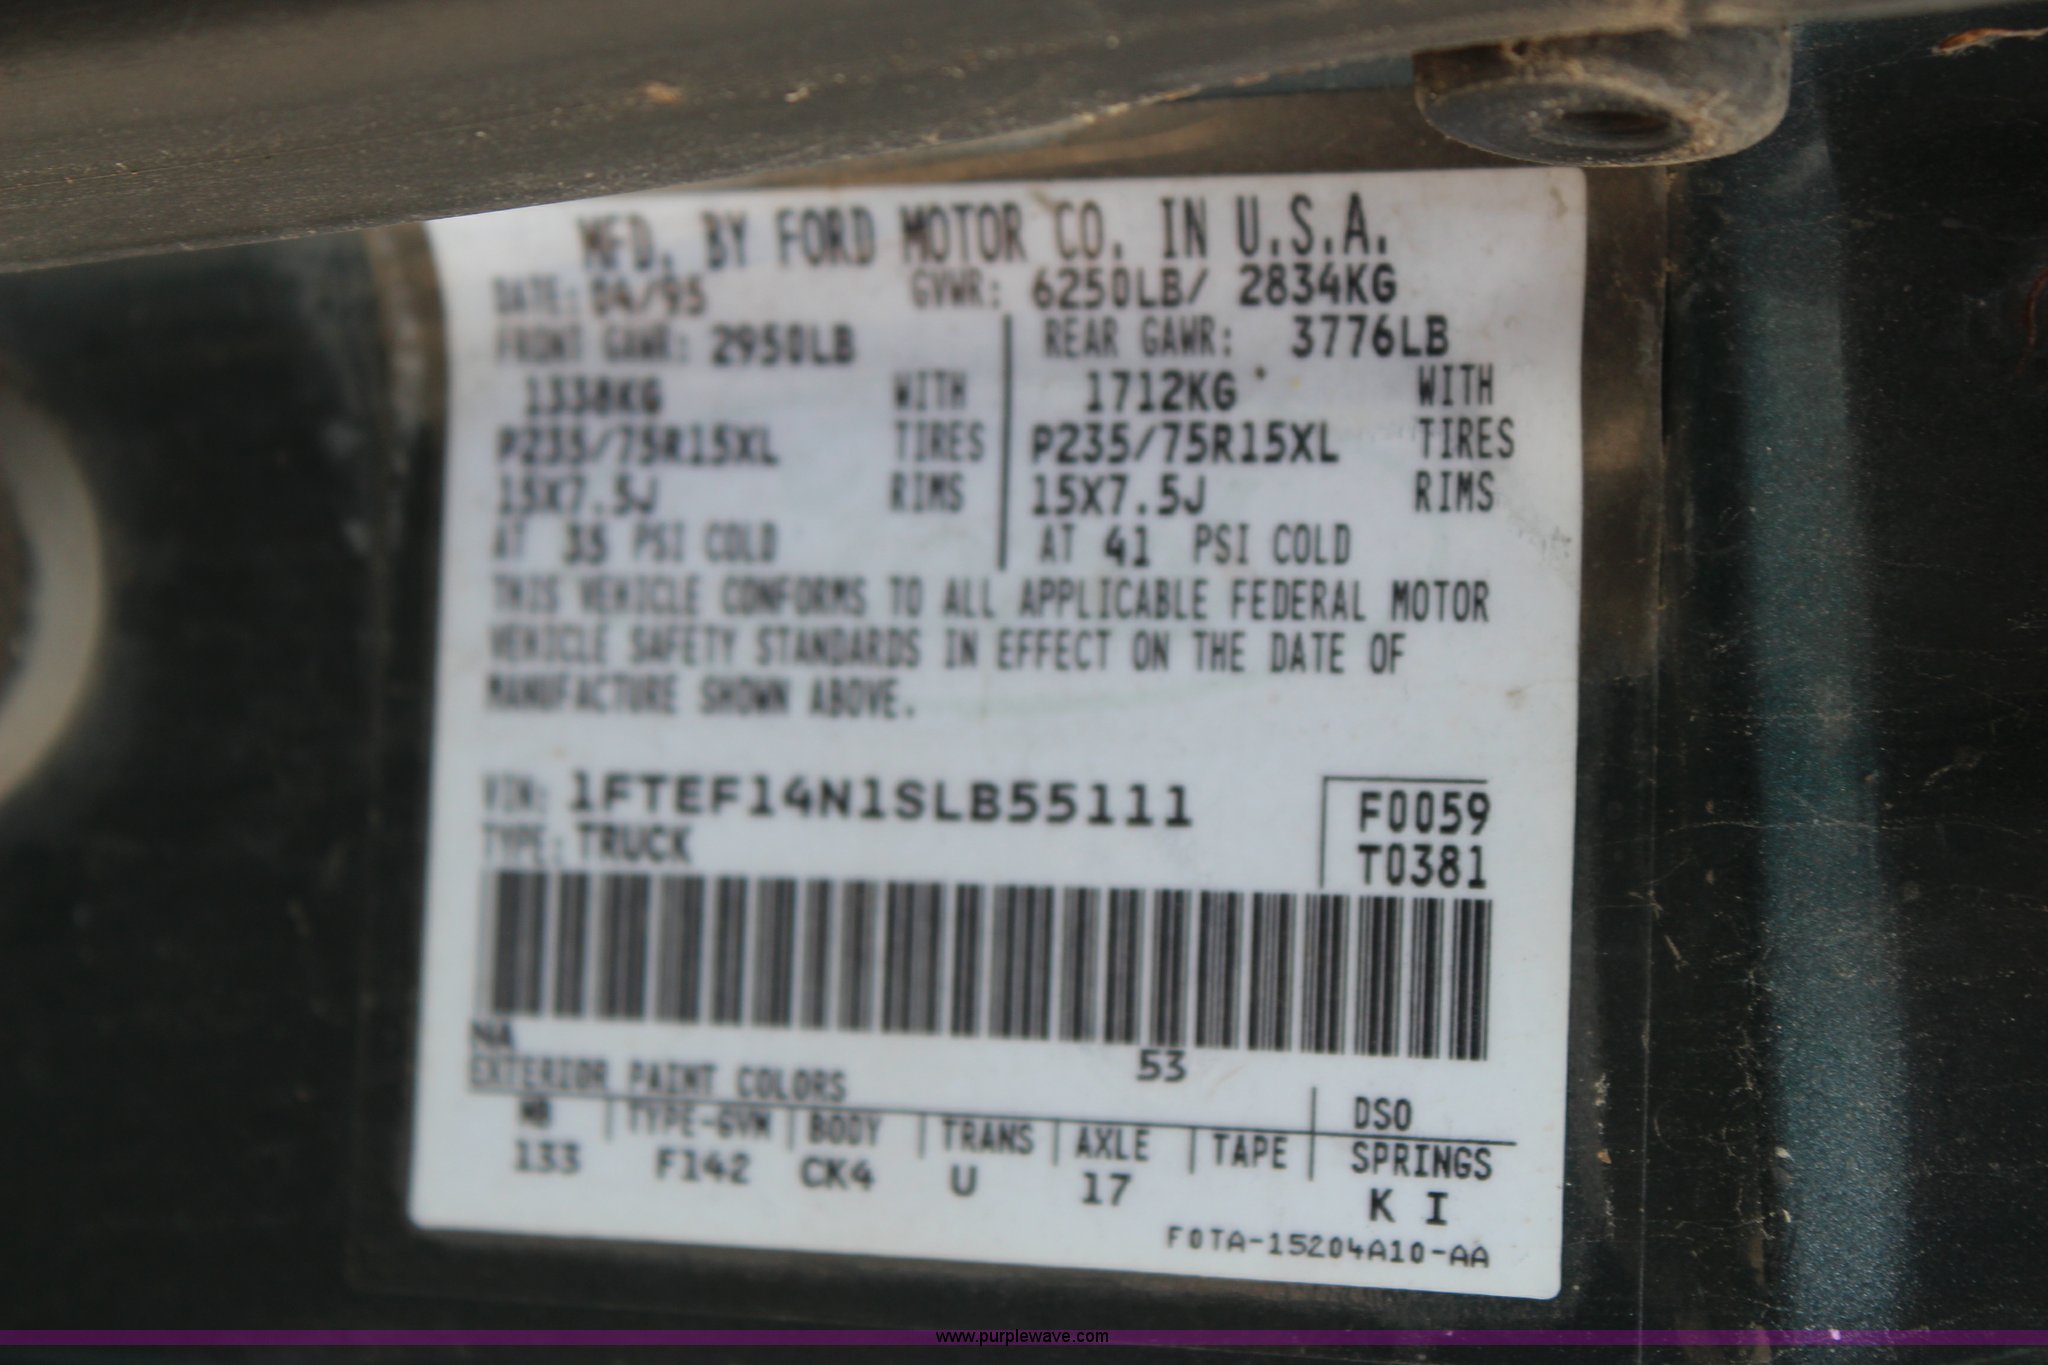 MFD. BY FORD MOTOR CO. IN U.S.A.
DATE: 04/95 GVWR: 6250LB/ 2834KG
FRONT GAWR: 2950LB REAR GAWR: 3776LB
1338KG WITH 1712KG WITH
P235/75R15XL TIRES P235/75R15XL TIRES
15X7.5J RIMS 15X7.5J RIMS
AT 35 PSI COLD AT 41 PSI COLD
THIS VEHICLE CONFORMS TO ALL APPLICABLE FEDERAL MOTOR
VEHICLE SAFETY STANDARDS IN EFFECT ON THE DATE OF
MANUFACTURE SHOWN ABOVE.
VIN: 1FTEF14N1SLB55111 F0059
TYPE: TRUCK T0381
NA 53
EXTERIOR PAINT COLORS DSO
WB TYPE-GVM BODY TRANS AXLE TAPE SPRINGS
133 F142 CK4 U 17 K I
F0TA-15204A10-AA
www.purplewave.com